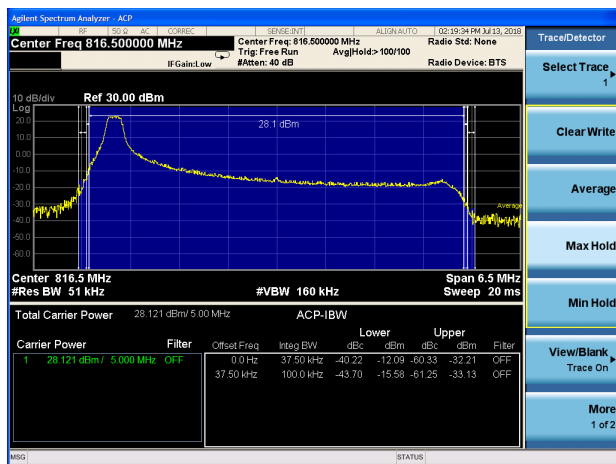 Agilent Spectrum Analyzer - ACP
LXI RF 50 Ω AC CORREC SENSE:INT ALIGN AUTO 02:19:34 PM Jul 13, 2018
Center Freq 816.500000 MHz Center Freq: 816.500000 MHz Radio Std: None
Trig: Free Run Avg|Hold:> 100/100
IFGain:Low #Atten: 40 dB Radio Device: BTS
10 dB/div Ref 30.00 dBm
Log
20.0
28.1 dBm
10.0
0.00
-10.0
-20.0
-30.0
Average
-40.0
-50.0
-60.0
Center 816.5 MHz Span 6.5 MHz
#Res BW 51 kHz #VBW 160 kHz Sweep 20 ms
Total Carrier Power 28.121 dBm/ 5.00 MHz ACP-IBW
Lower Upper
Carrier Power Filter Offset Freq Integ BW dBc dBm dBc dBm Filter
1 28.121 dBm / 5.000 MHz OFF 0.0 Hz 37.50 kHz -40.22 -12.09 -60.33 -32.21 OFF
37.50 kHz 100.0 kHz -43.70 -15.58 -61.25 -33.13 OFF
MSG STATUS
Trace/Detector
Select Trace
1
Clear Write
Average
Max Hold
Min Hold
View/Blank
Trace On
More
1 of 2